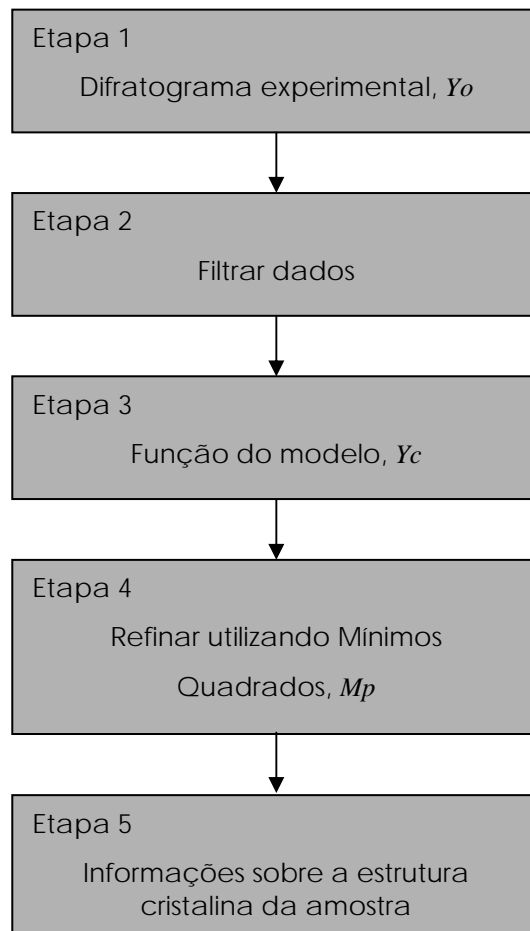 Etapa 1
Difratograma experimental, Yo
Etapa 2
Filtrar dados
Etapa 3
Função do modelo, Yc
Etapa 4
Refinar utilizando Mínimos
Quadrados, Mp
Etapa 5
Informações sobre a estrutura
cristalina da amostra